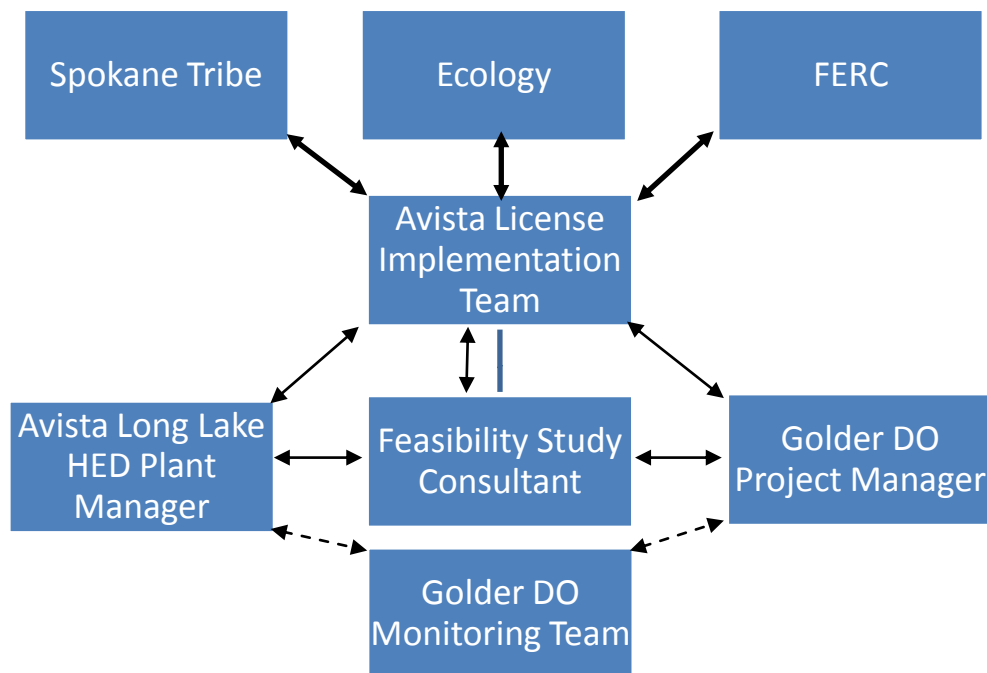 Spokane Tribe
Ecology
FERC
Avista License
Implementation
Team
Avista Long Lake
HED Plant
Manager
Feasibility Study
Consultant
Golder DO
Project Manager
Golder DO
Monitoring Team